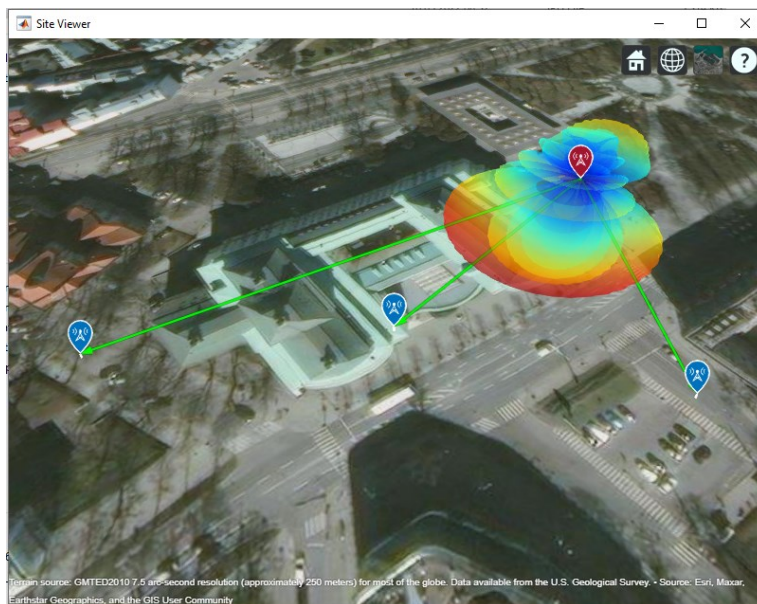 Site Viewer
?
Terrain source: GMTED2010 7.5 arc-second resolution (approximately 250 meters) for most of the globe. Data available from the U.S. Geological Survey. • Source: Esri, Maxar,
Earthstar Geographics, and the GIS User Community